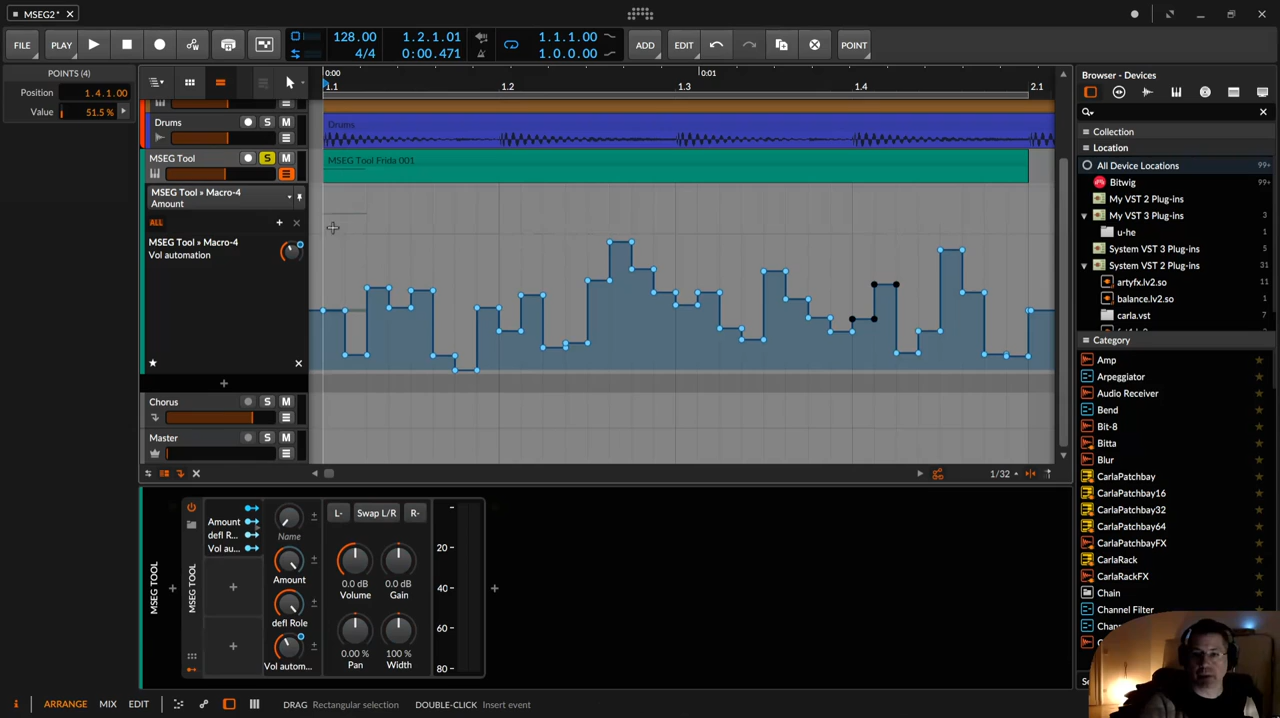 MSEG2*
FILE
PLAY
128.00
4/4
1.2.1.01
0:00.471
1.1.1.00
1.0.0.00
ADD
EDIT
POINT
POINTS (4)
Position
1.4.1.00
Value
51.5 %
0:00
0:01
1.1
1.2
1.3
1.4
2.1
Drums
S
M
Drums
MSEG Tool
S
M
MSEG Tool Frida 001
MSEG Tool » Macro-4
Amount
ALL
MSEG Tool » Macro-4
Vol automation
Chorus
S
M
Master
S
M
1/32
Browser - Devices
Collection
Location
All Device Locations
99+
Bitwig
99+
My VST 2 Plug-ins
My VST 3 Plug-ins
u-he
System VST 3 Plug-ins
System VST 2 Plug-ins
31
artyfx.lv2.so
11
balance.lv2.so
1
carla.vst
Category
Amp
Arpeggiator
Audio Receiver
Bend
Bit-8
Bitta
Blur
CarlaPatchbay
CarlaPatchbay16
CarlaPatchbay32
CarlaPatchbay64
CarlaPatchbayFX
CarlaRack
CarlaRackFX
Chain
Channel Filter
MSEG TOOL
MSEG TOOL
Amount
defl R...
Vol au...
Name
Amount
defl Role
Vol autom...
L-
Swap L/R
R-
0.0 dB
Volume
0.0 dB
Gain
0.00 %
Pan
100 %
Width
20
40
60
80
i
ARRANGE
MIX
EDIT
DRAG
Rectangular selection
DOUBLE-CLICK
Insert event